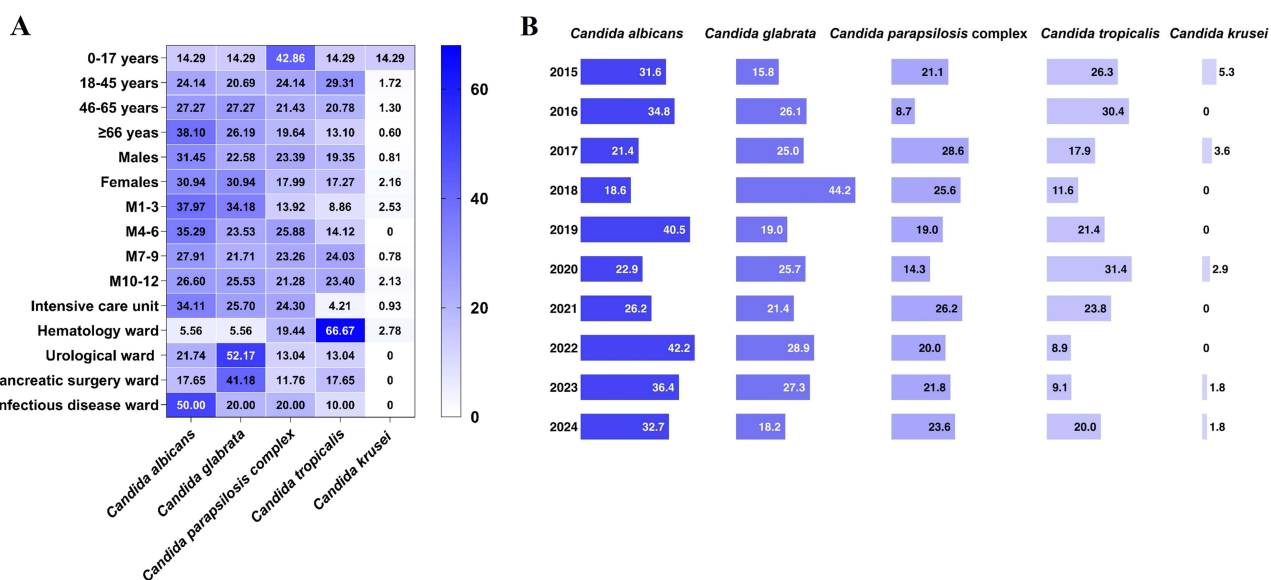 A
0-17 years 14.29 14.29 42.86 14.29 14.29
18-45 years 24.14 20.69 24.14 29.31 1.72
46-65 years 27.27 27.27 21.43 20.78 1.30
≥66 yeas 38.10 26.19 19.64 13.10 0.60
Males 31.45 22.58 23.39 19.35 0.81
Females 30.94 30.94 17.99 17.27 2.16
M1-3 37.97 34.18 13.92 8.86 2.53
M4-6 35.29 23.53 25.88 14.12 0
M7-9 27.91 21.71 23.26 24.03 0.78
M10-12 26.60 25.53 21.28 23.40 2.13
Intensive care unit 34.11 25.70 24.30 4.21 0.93
Hematology ward 5.56 5.56 19.44 66.67 2.78
Urological ward 21.74 52.17 13.04 13.04 0
ancreatic surgery ward 17.65 41.18 11.76 17.65 0
nfectious disease ward 50.00 20.00 20.00 10.00 0
Candida albicans
Candida glabrata
Candida parapsilosis complex
Candida tropicalis
Candida krusei
60
40
20
0
B
Candida albicans Candida glabrata Candida parapsilosis complex Candida tropicalis Candida krusei
2015 31.6 15.8 21.1 26.3 5.3
2016 34.8 26.1 8.7 30.4 0
2017 21.4 25.0 28.6 17.9 3.6
2018 18.6 44.2 25.6 11.6 0
2019 40.5 19.0 19.0 21.4 0
2020 22.9 25.7 14.3 31.4 2.9
2021 26.2 21.4 26.2 23.8 0
2022 42.2 28.9 20.0 8.9 0
2023 36.4 27.3 21.8 9.1 1.8
2024 32.7 18.2 23.6 20.0 1.8